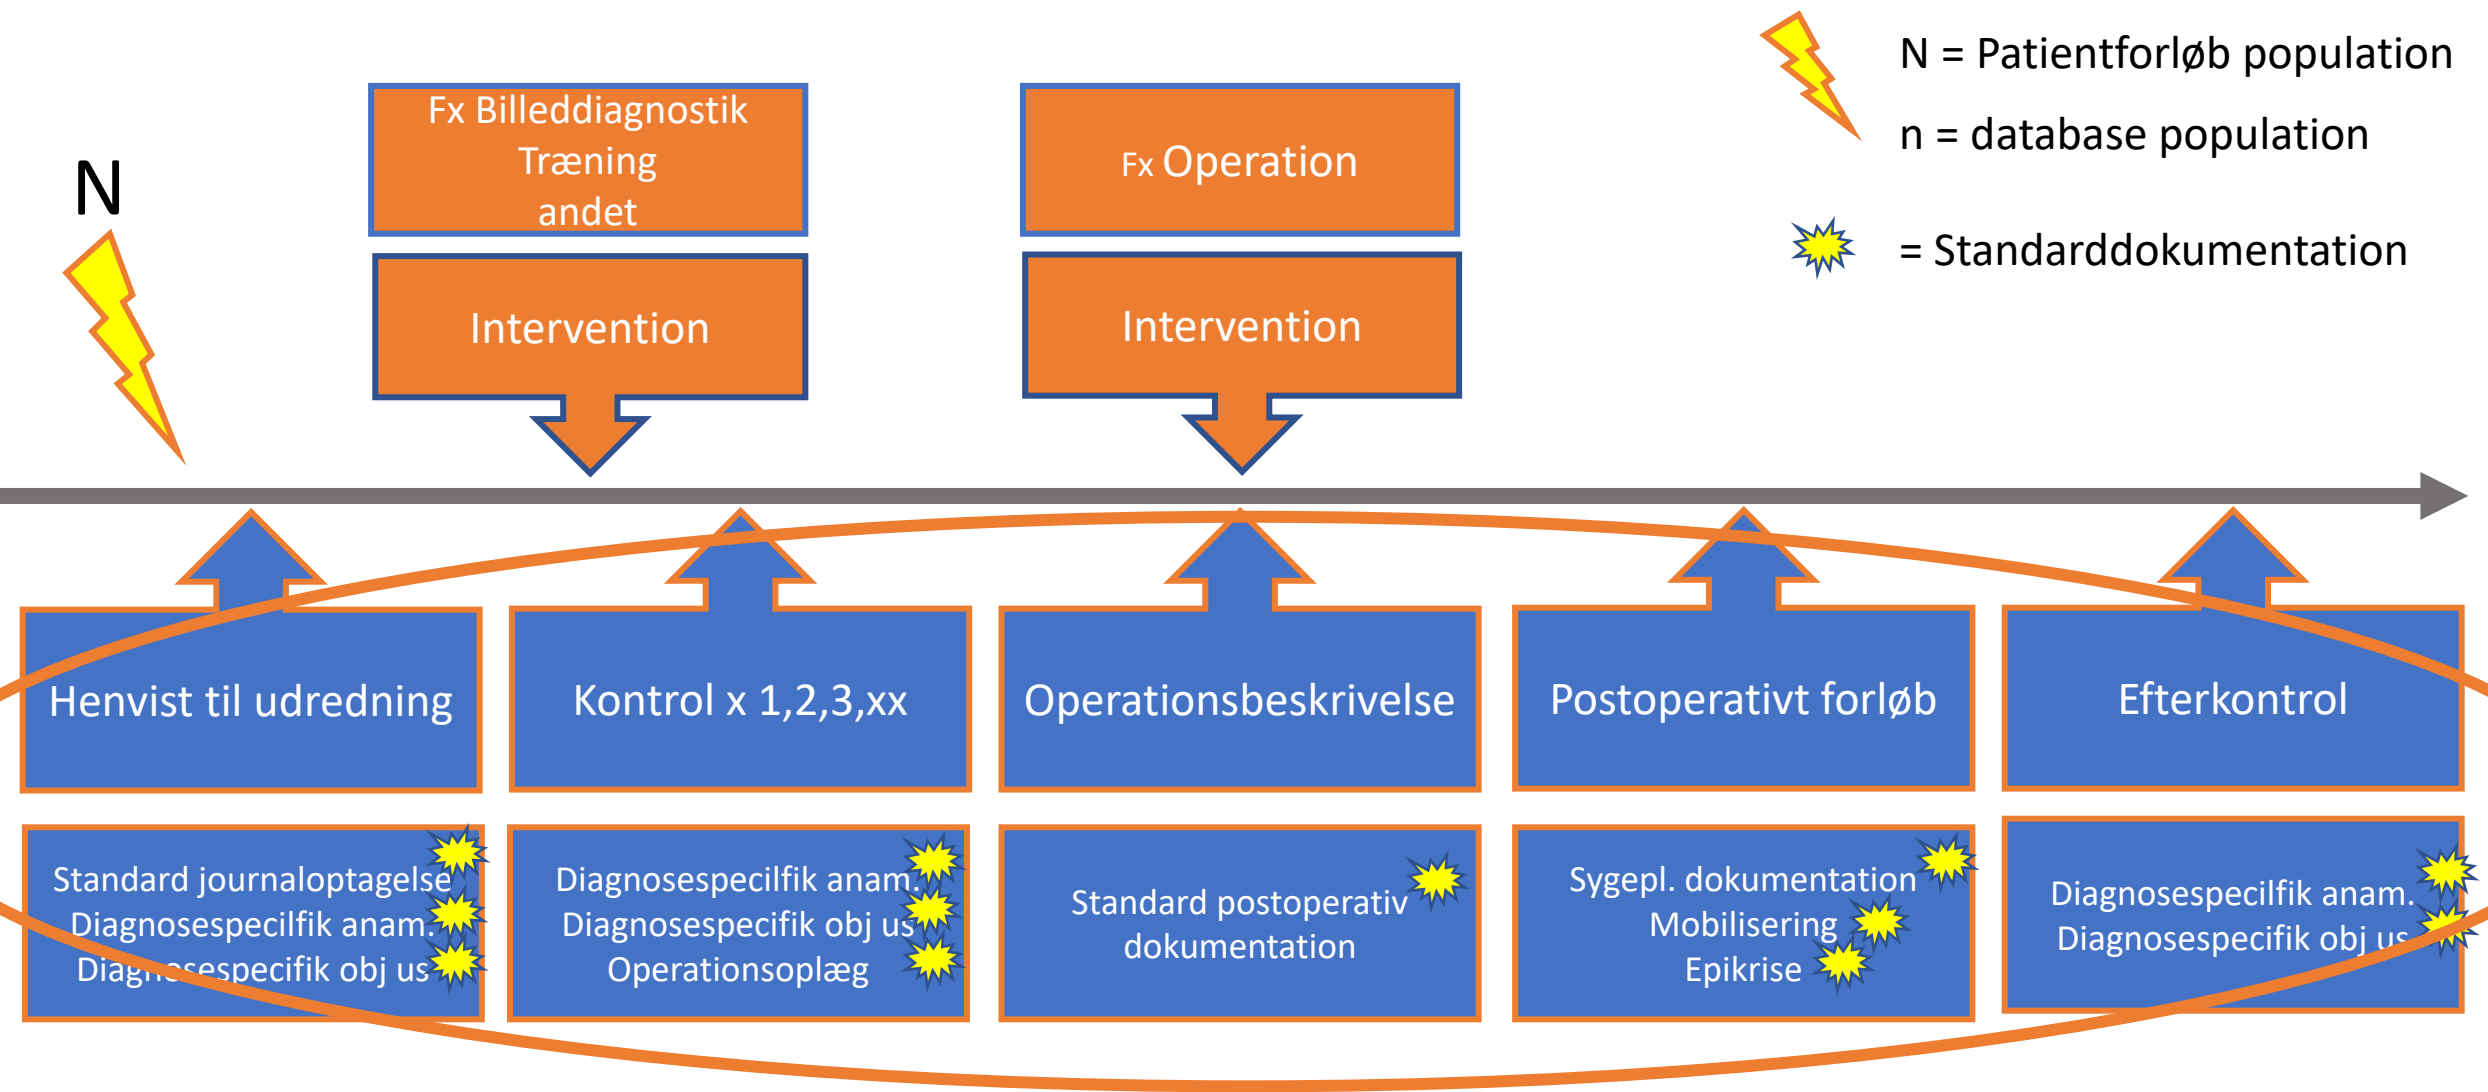 N = Patientforløb population
n = database population
= Standarddokumentation
N
Fx Billeddiagnostik
Træning
andet
Intervention
Fx Operation
Intervention
Henvist til udredning
Kontrol x 1,2,3,xx
Operationsbeskrivelse
Postoperativt forløb
Efterkontrol
Standard journaloptagelse
Diagnosespecilfik anam.
Diagnosespecifik obj us
Diagnosespecilfik anam.
Diagnosespecifik obj us
Operationsoplæg
Standard postoperativ
dokumentation
Sygepl. dokumentation
Mobilisering
Epikrise
Diagnosespecilfik anam.
Diagnosespecifik obj us